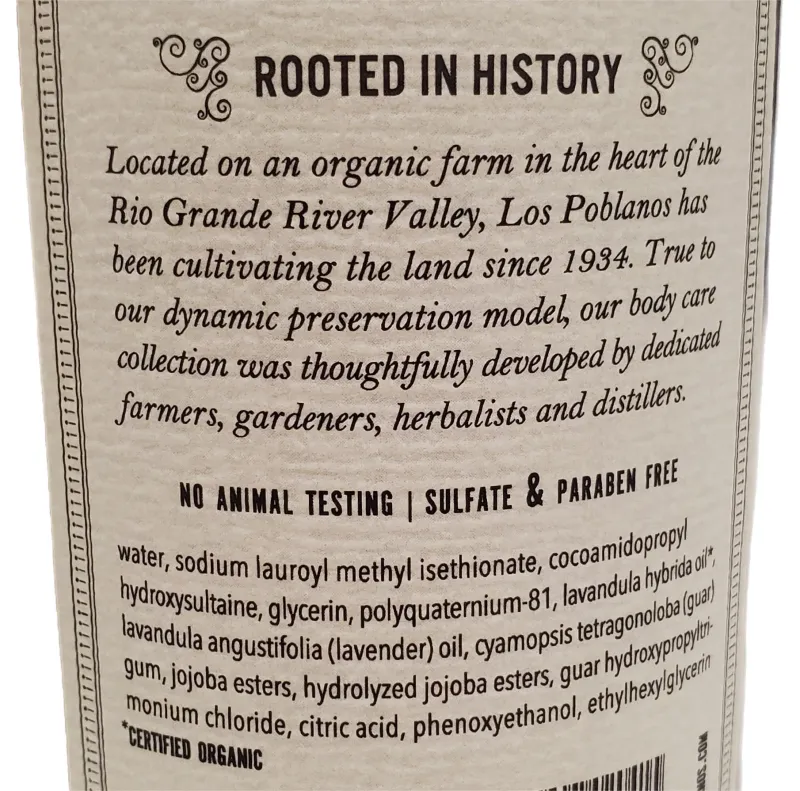 ROOTED IN HISTORY
Located on an organic farm in the heart of the
Rio Grande River Valley, Los Poblanos has
been cultivating the land since 1934. True to
our dynamic preservation model, our body care
collection was thoughtfully developed by dedicated
farmers, gardeners, herbalists and distillers.
NO ANIMAL TESTING | SULFATE & PARABEN FREE
water, sodium lauroyl methyl isethionate, cocoamidopropyl
hydroxysultaine, glycerin, polyquaternium-81, lavandula hybrida oil*,
lavandula angustifolia (lavender) oil, cyamopsis tetragonoloba (guar)
gum, jojoba esters, hydrolyzed jojoba esters, guar hydroxypropyltri-
monium chloride, citric acid, phenoxyethanol, ethylhexylglycerin
*CERTIFIED ORGANIC